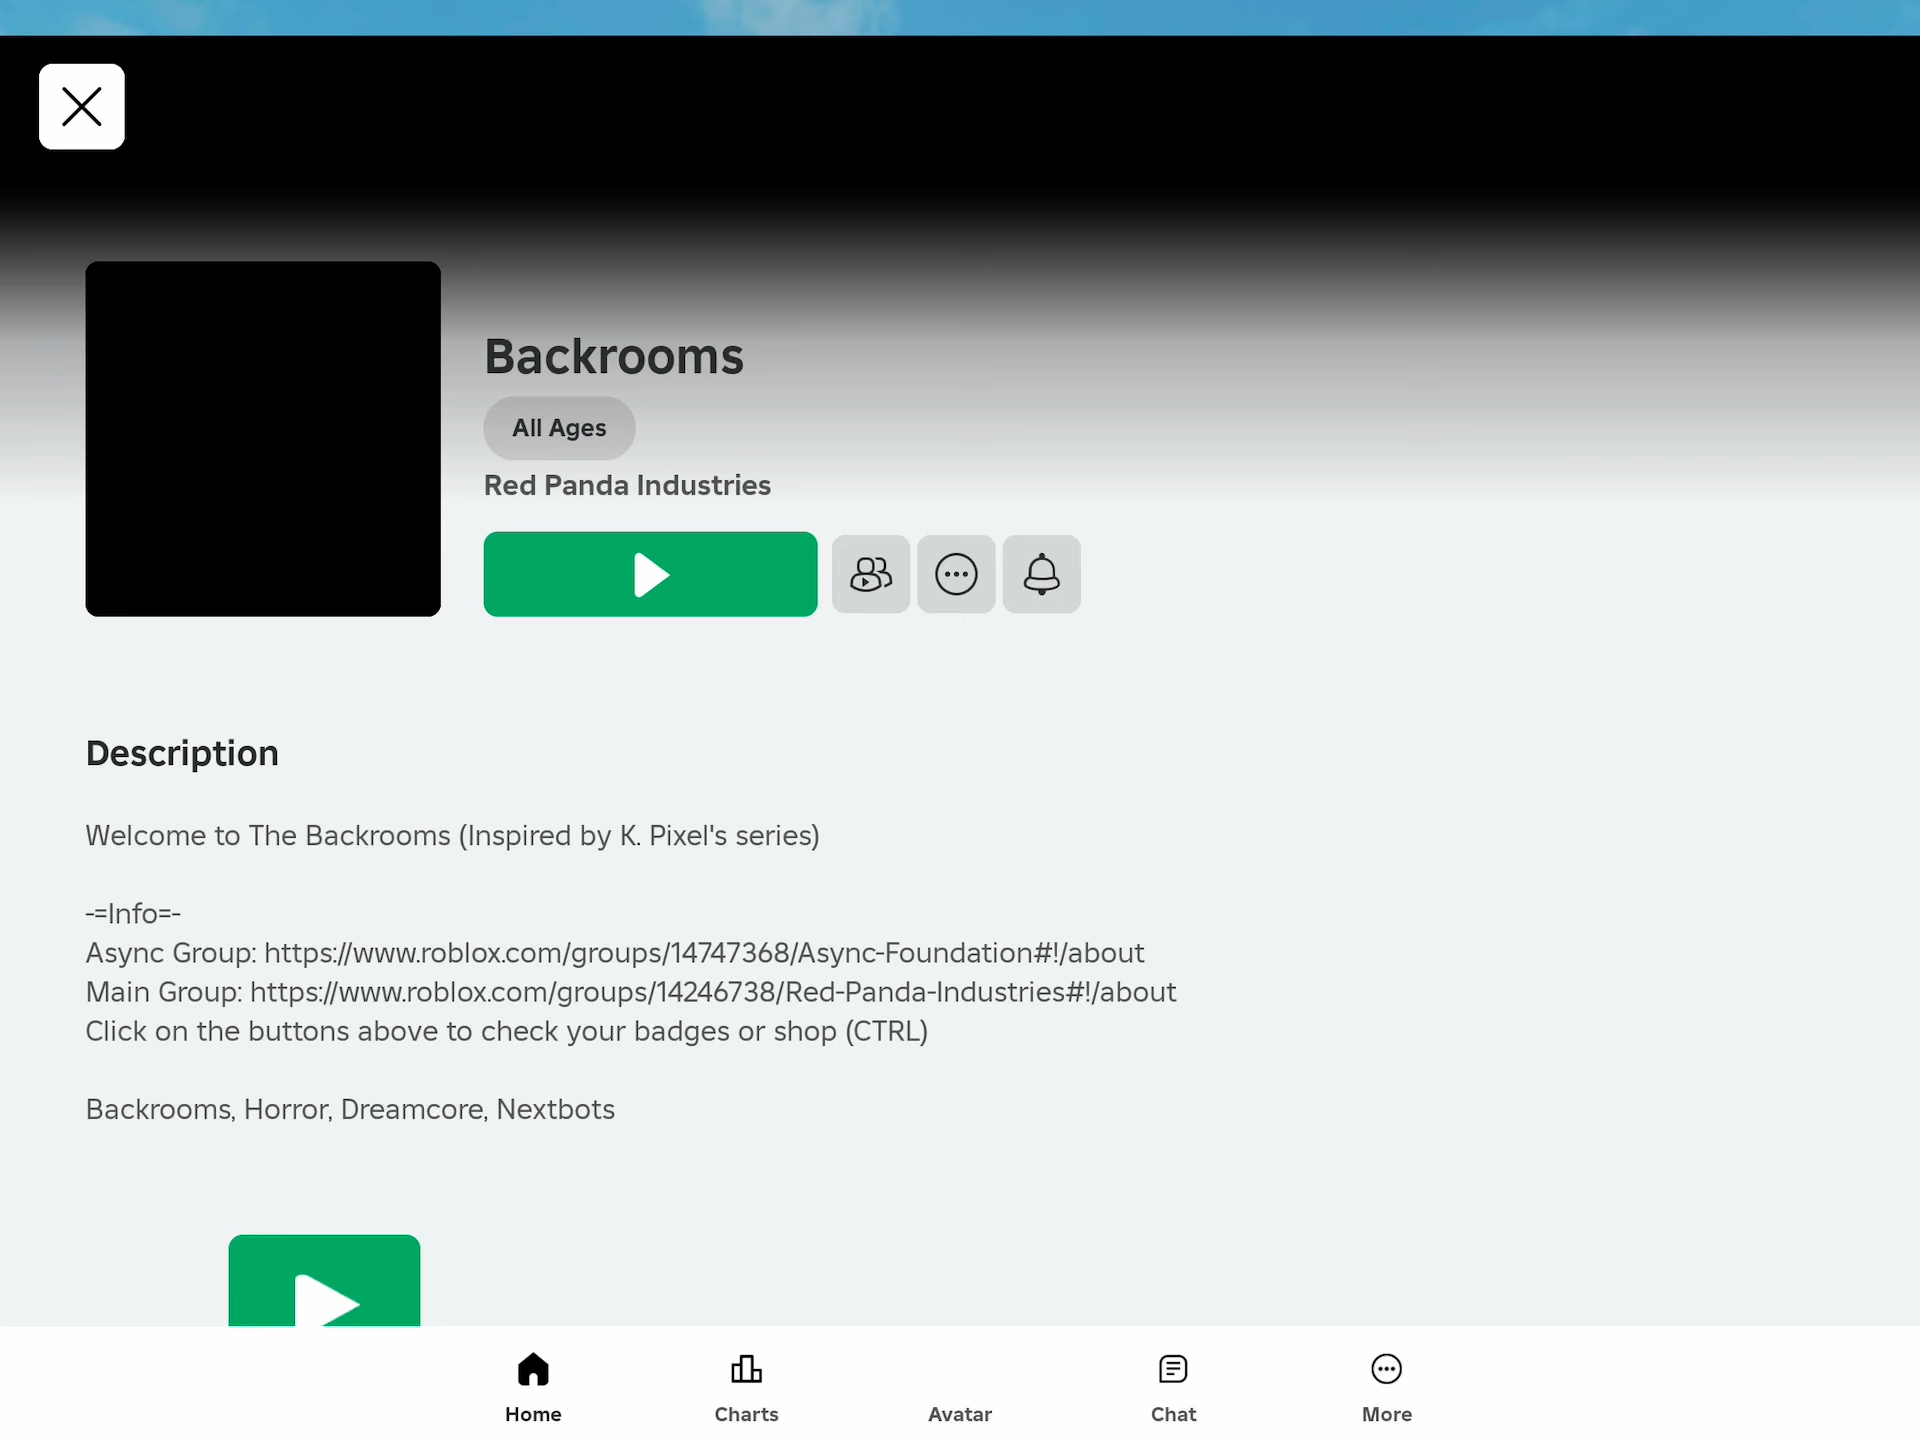 Backrooms
All Ages
Red Panda Industries
Description
Welcome to The Backrooms (Inspired by K. Pixel's series)
-=Info=-
Async Group: https://www.roblox.com/groups/14747368/Async-Foundation#!/about
Main Group: https://www.roblox.com/groups/14246738/Red-Panda-Industries#!/about
Click on the buttons above to check your badges or shop (CTRL)
Backrooms, Horror, Dreamcore, Nextbots
Home
Charts
Avatar
Chat
More